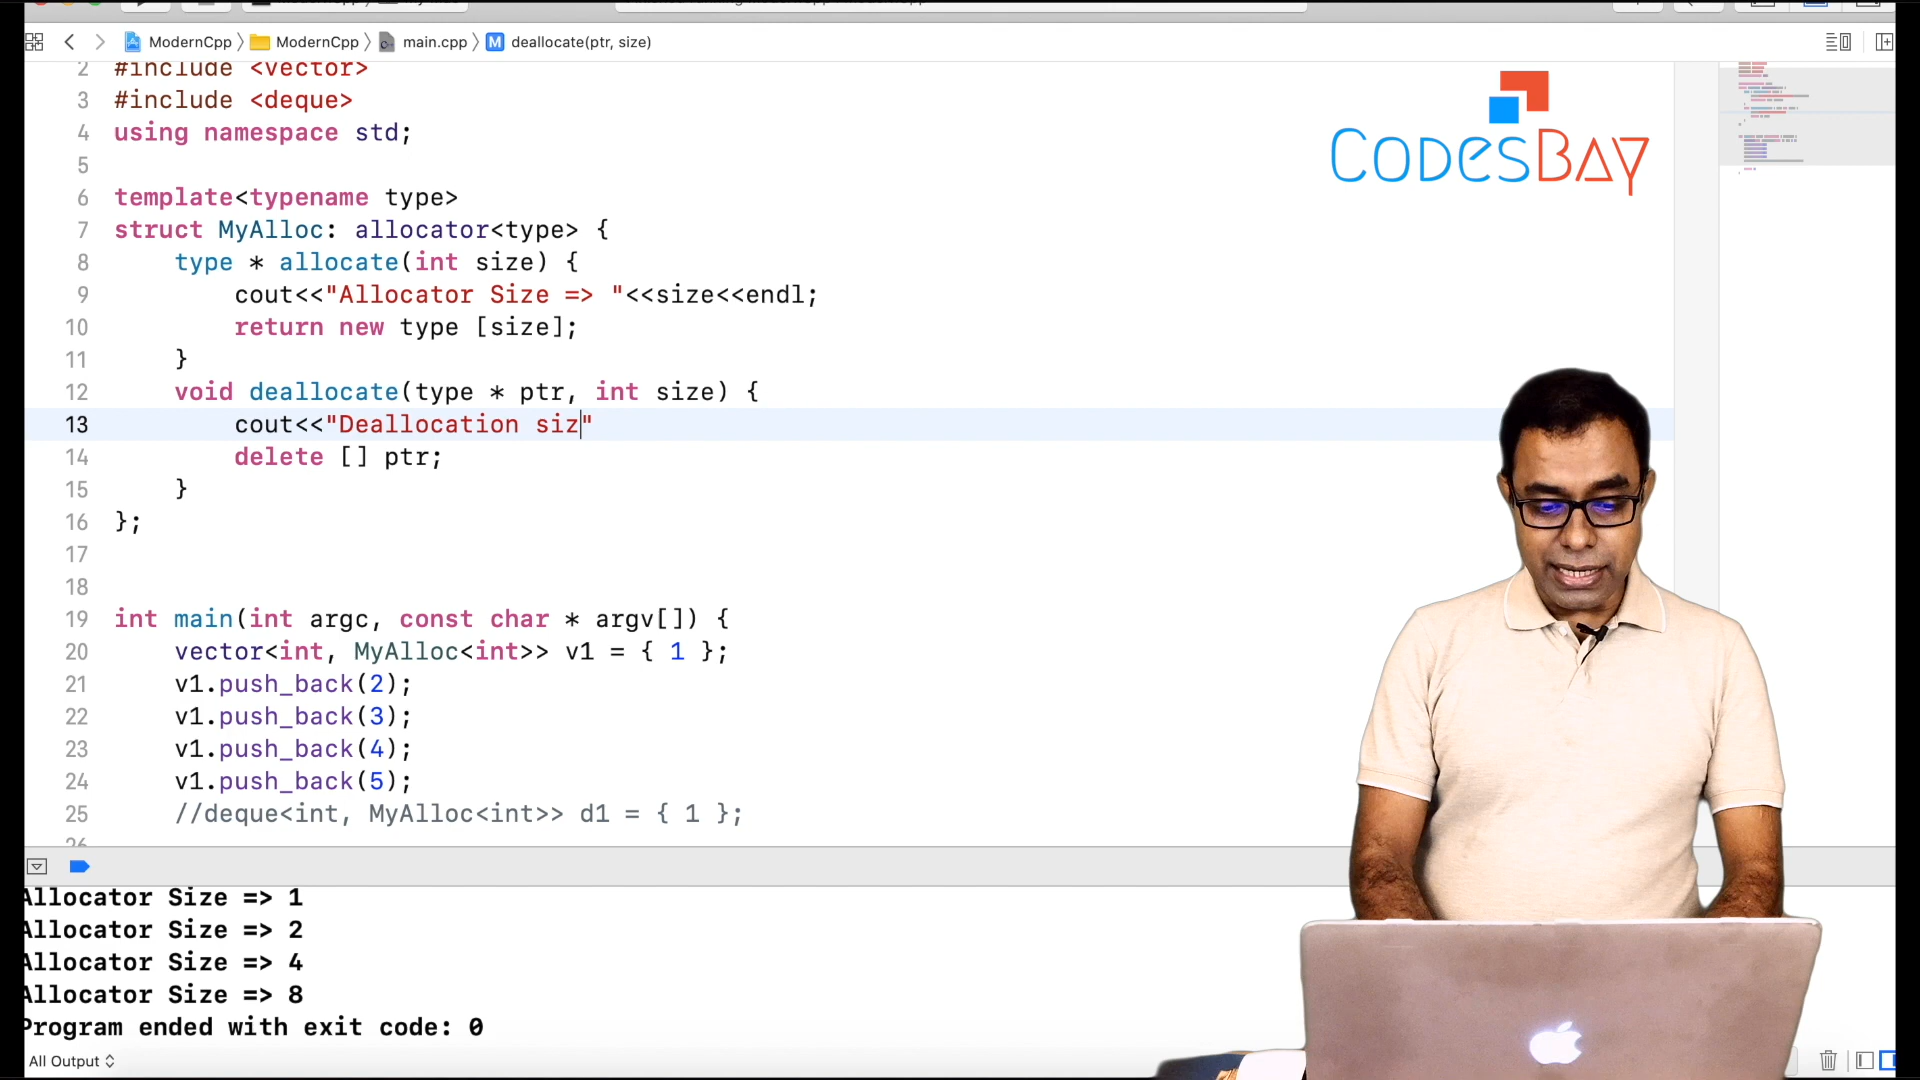 ModernCpp
ModernCpp
main.cpp
M
deallocate(ptr, size)
2 #include <vector>
3 #include <deque>
4 using namespace std;
5
6 template<typename type>
7 struct MyAlloc: allocator<type> {
8 type * allocate(int size) {
9 cout<<"Allocator Size => "<<size<<endl;
10 return new type [size];
11 }
12 void deallocate(type * ptr, int size) {
13 cout<<"Deallocation siz"
14 delete [] ptr;
15 }
16 };
17
18
19 int main(int argc, const char * argv[]) {
20 vector<int, MyAlloc<int>> v1 = { 1 };
21 v1.push_back(2);
22 v1.push_back(3);
23 v1.push_back(4);
24 v1.push_back(5);
25 //deque<int, MyAlloc<int>> d1 = { 1 };
26
CODESBAY
Allocator Size => 1
Allocator Size => 2
Allocator Size => 4
Allocator Size => 8
Program ended with exit code: 0
All Output